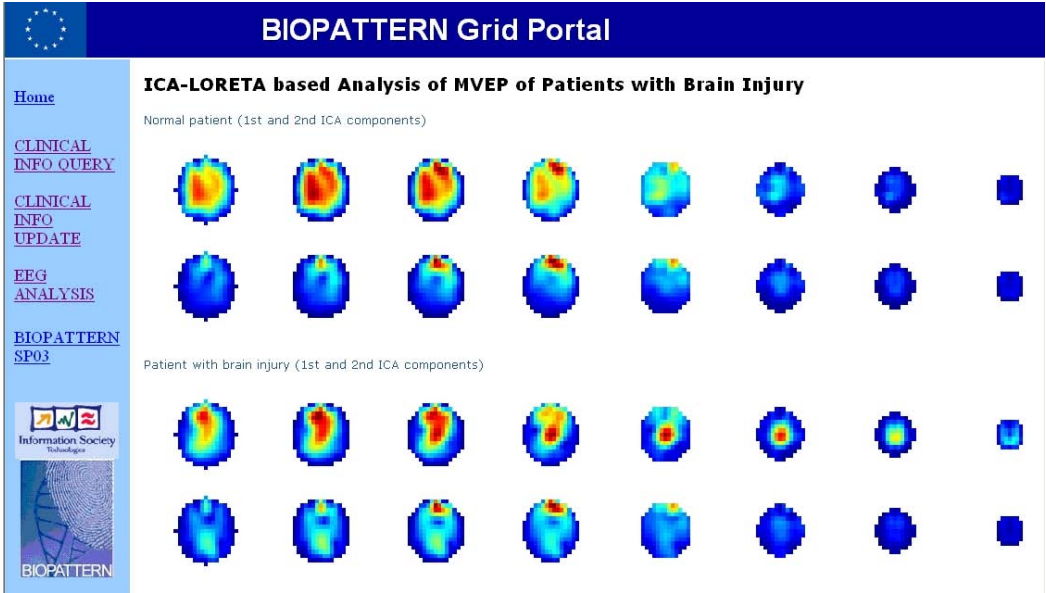 BIOPATTERN Grid Portal
Home
CLINICAL
INFO QUERY
CLINICAL
INFO
UPDATE
EEG
ANALYSIS
BIOPATTERN
SP03
Information Society
Technologies
BIOPATTERN
ICA-LORETA based Analysis of MVEP of Patients with Brain Injury
Normal patient (1st and 2nd ICA components)
Patient with brain injury (1st and 2nd ICA components)